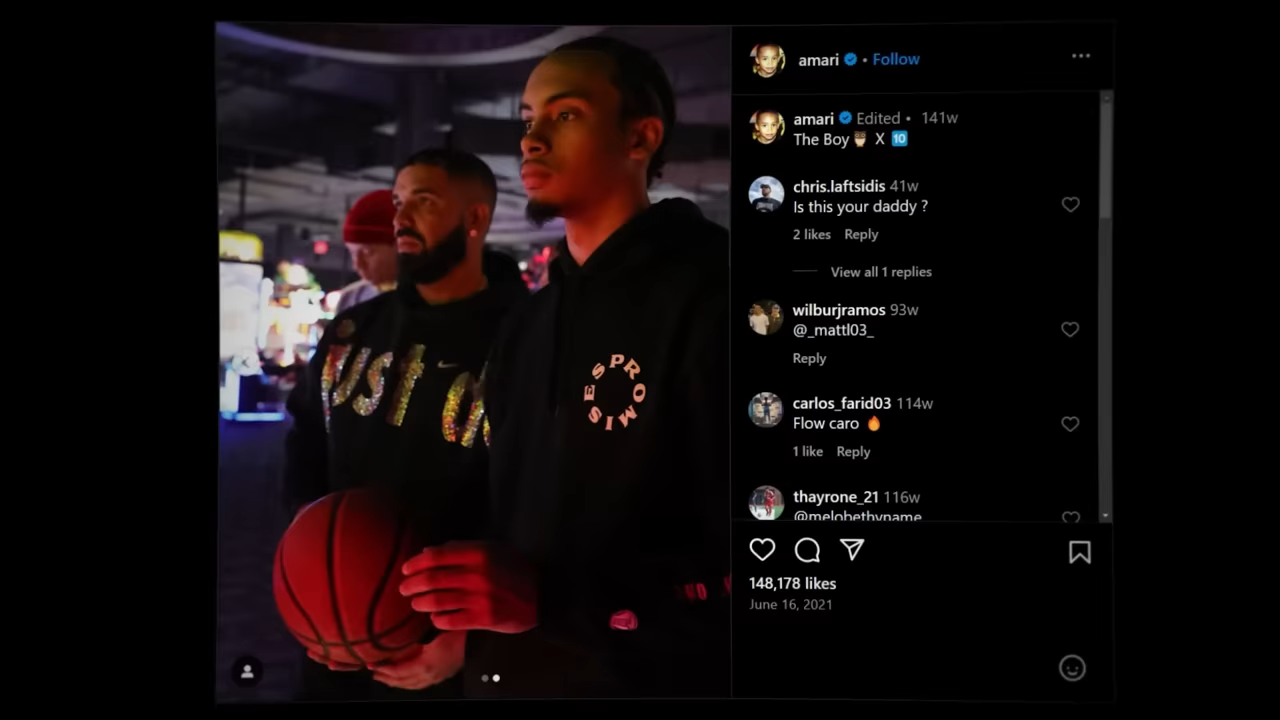 amari • Follow
amari Edited • 141w
The Boy 🦉 X 🔟
chris.laftsidis 41w
Is this your daddy ?
2 likes Reply
View all 1 replies
wilburjramos 93w
@_mattl03_
Reply
carlos_farid03 114w
Flow caro 🔥
1 like Reply
thayrone_21 116w
@melobethyname
148,178 likes
June 16, 2021
just d
PROMISES